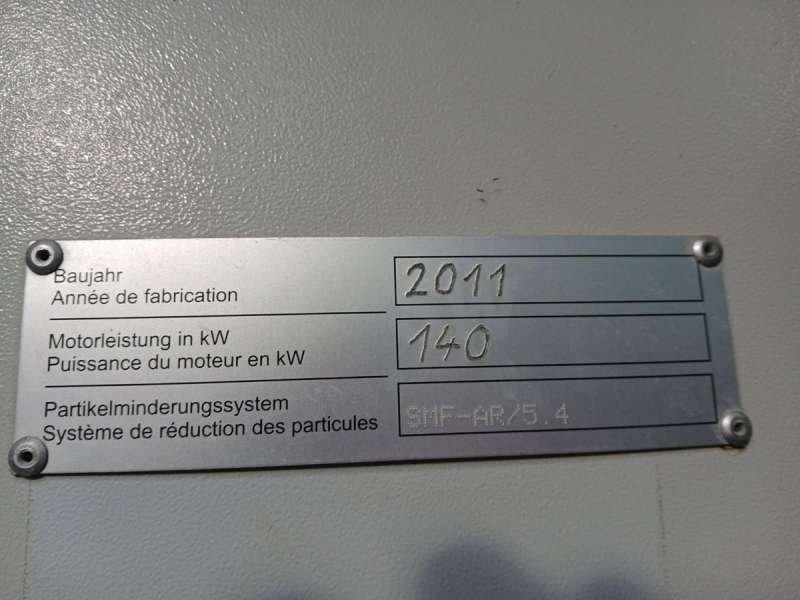 Baujahr
Année de fabrication
2011
Motorleistung in kW
Puissance du moteur en kW
140
Partikelminderungssystem
Système de réduction des particules
SMF-AR/5.4